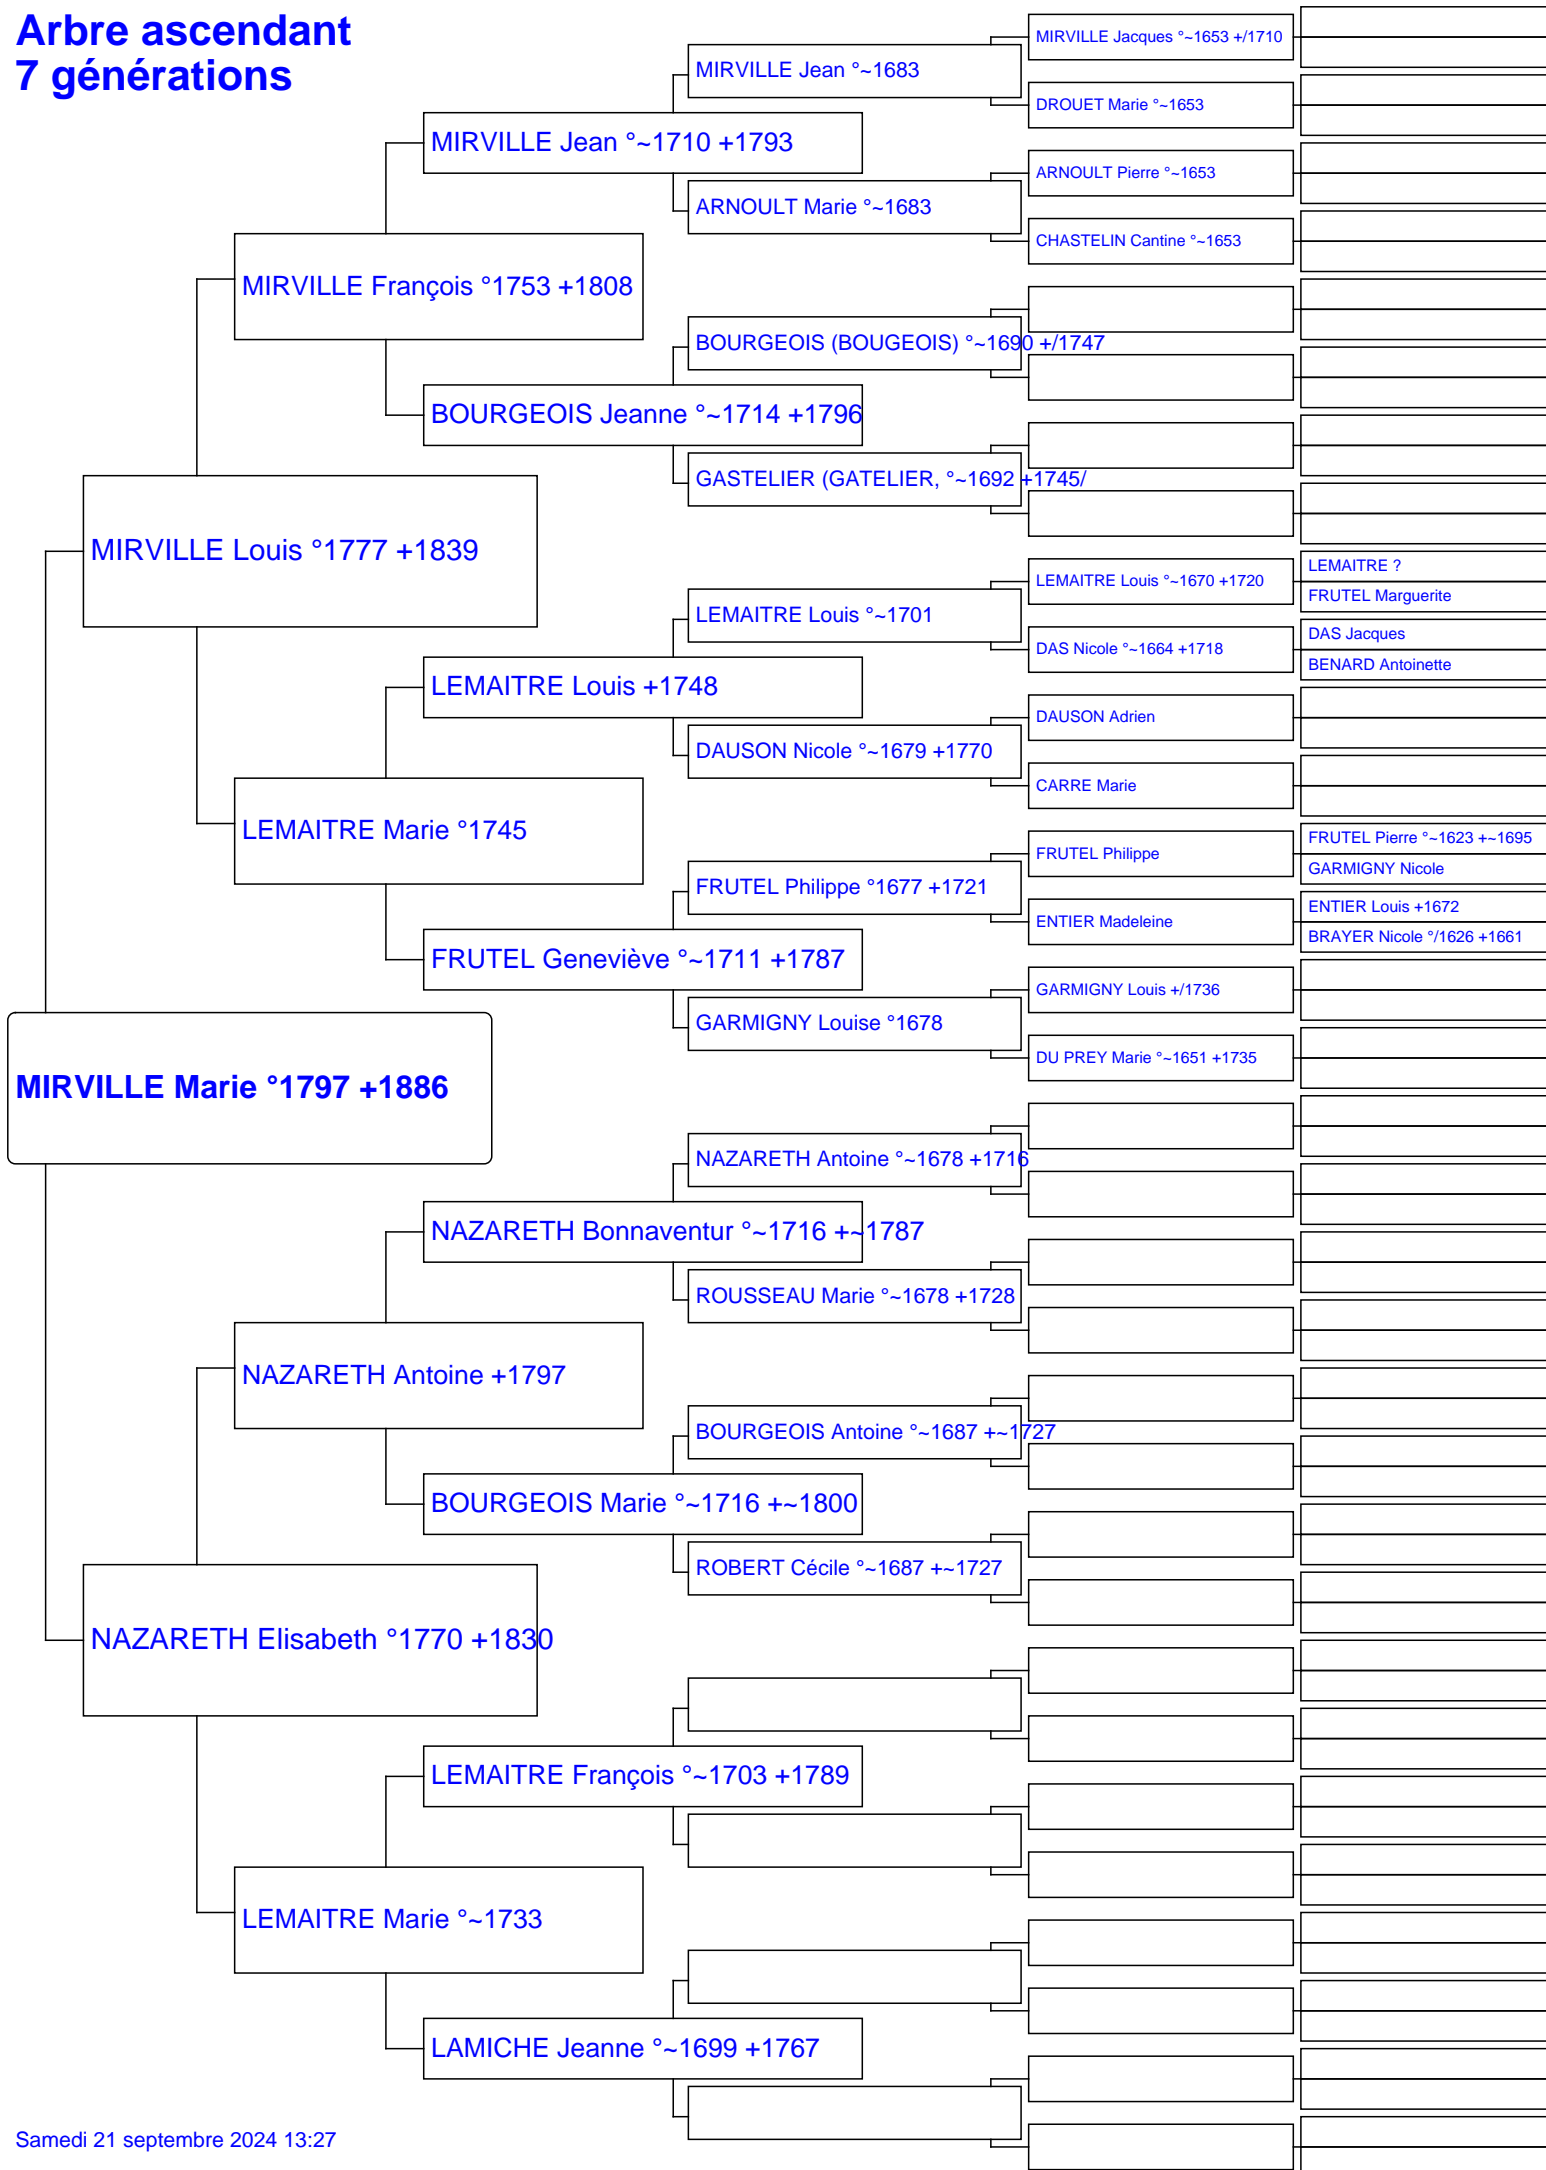 Arbre ascendant
7 générations
MIRVILLE Marie °1797 +1886
MIRVILLE Louis °1777 +1839
NAZARETH Elisabeth °1770 +1830
MIRVILLE François °1753 +1808
LEMAITRE Marie °1745
NAZARETH Antoine +1797
LEMAITRE Marie °~1733
MIRVILLE Jean °~1710 +1793
BOURGEOIS Jeanne °~1714 +1796
LEMAITRE Louis +1748
FRUTEL Geneviève °~1711 +1787
NAZARETH Bonnaventur °~1716 +~1787
BOURGEOIS Marie °~1716 +~1800
LEMAITRE François °~1703 +1789
LAMICHE Jeanne °~1699 +1767
MIRVILLE Jean °~1683
ARNOULT Marie °~1683
BOURGEOIS (BOUGEOIS) °~1690 +/1747
GASTELIER (GATELIER, °~1692 +1745/
LEMAITRE Louis °~1701
DAUSON Nicole °~1679 +1770
FRUTEL Philippe °1677 +1721
GARMIGNY Louise °1678
NAZARETH Antoine °~1678 +1716
ROUSSEAU Marie °~1678 +1728
BOURGEOIS Antoine °~1687 +~1727
ROBERT Cécile °~1687 +~1727
MIRVILLE Jacques °~1653 +/1710
DROUET Marie °~1653
ARNOULT Pierre °~1653
CHASTELIN Cantine °~1653
LEMAITRE Louis °~1670 +1720
DAS Nicole °~1664 +1718
DAUSON Adrien
CARRE Marie
FRUTEL Philippe
ENTIER Madeleine
GARMIGNY Louis +/1736
DU PREY Marie °~1651 +1735
LEMAITRE ?
FRUTEL Marguerite
DAS Jacques
BENARD Antoinette
FRUTEL Pierre °~1623 +~1695
GARMIGNY Nicole
ENTIER Louis +1672
BRAYER Nicole °/1626 +1661
Samedi 21 septembre 2024 13:27